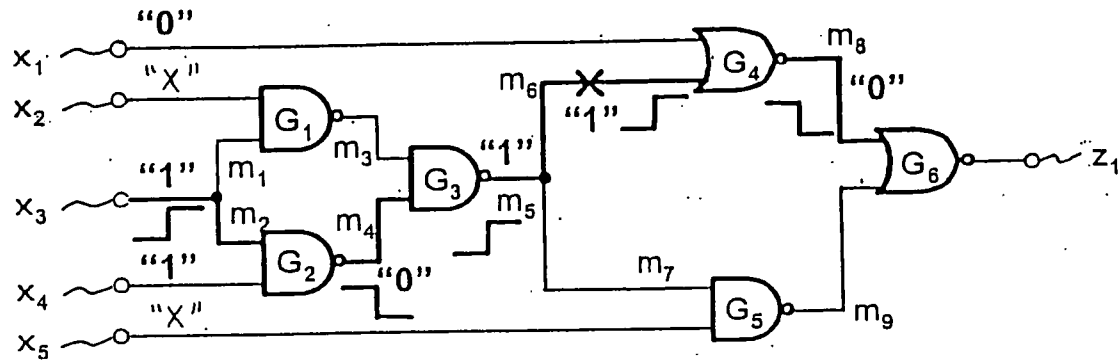 x1 "0"
x2 "X"
x3 "1"
x4 "1"
x5 "X"
m1
m2
G1
G2
m3
m4
"0"
G3
"1"
m5
m6
"1"
m7
G4
G5
m8
"0"
m9
G6
z1